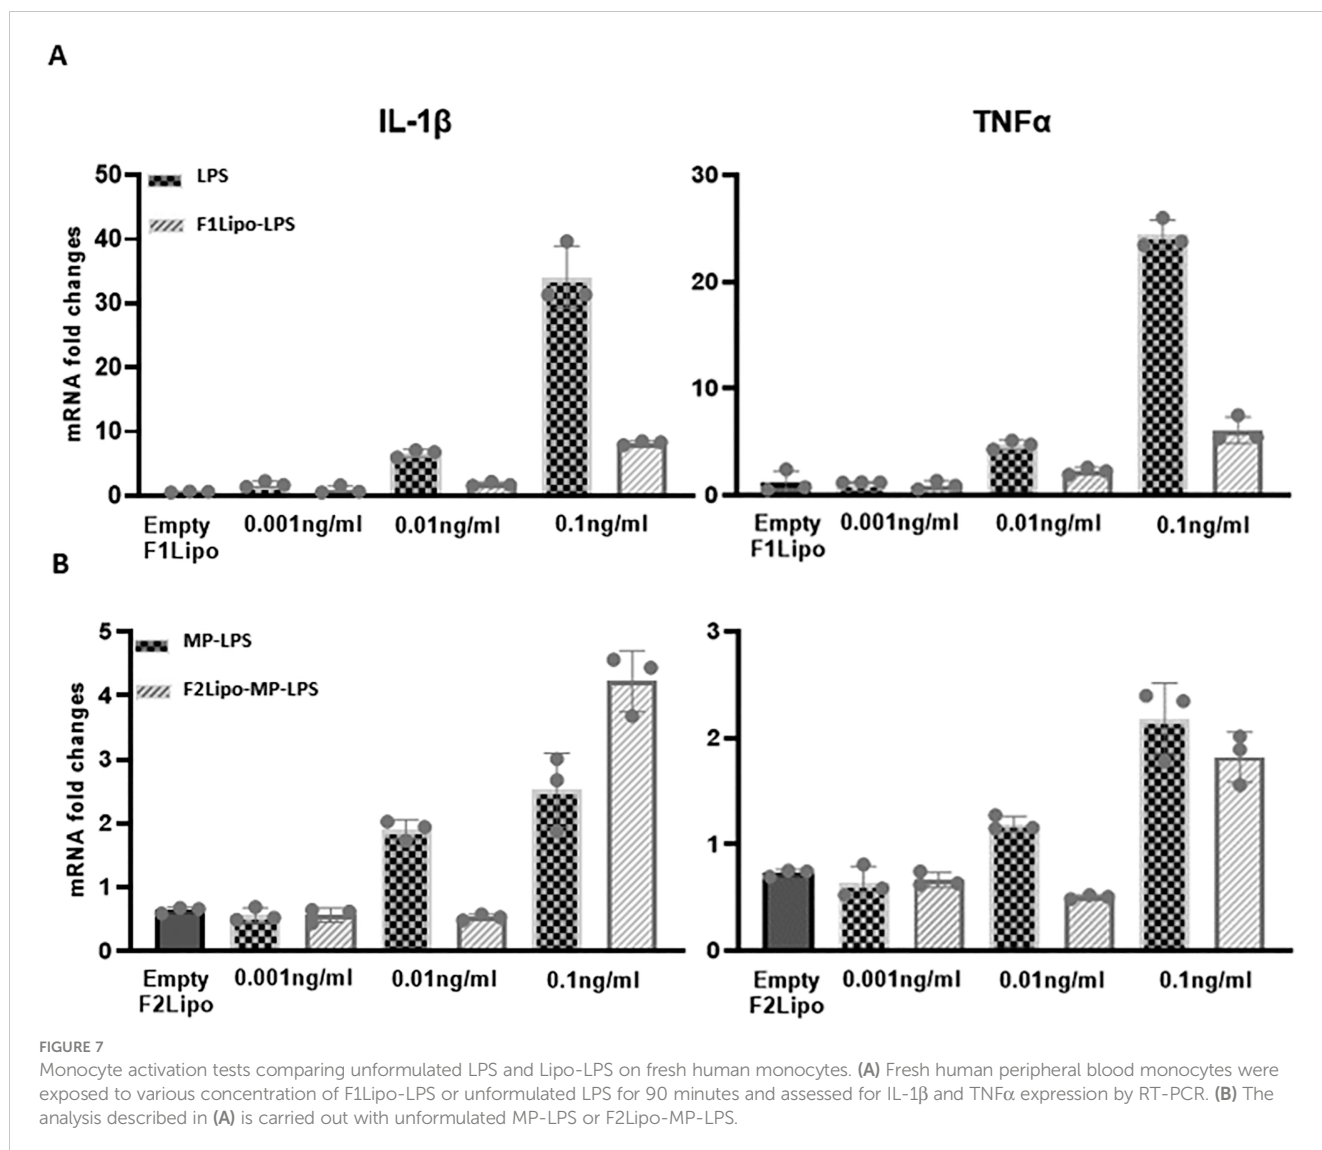 A
IL-1β
TNFα
mRNA fold changes
50
40
30
20
10
0
LPS
F1Lipo-LPS
Empty
F1Lipo
0.001ng/ml
0.01ng/ml
0.1ng/ml
30
20
10
0
Empty
F1Lipo
0.001ng/ml
0.01ng/ml
0.1ng/ml
B
mRNA fold changes
5
4
3
2
1
0
MP-LPS
F2Lipo-MP-LPS
Empty
F2Lipo
0.001ng/ml
0.01ng/ml
0.1ng/ml
3
2
1
0
Empty
F2Lipo
0.001ng/ml
0.01ng/ml
0.1ng/ml
FIGURE 7
Monocyte activation tests comparing unformulated LPS and Lipo-LPS on fresh human monocytes. (A) Fresh human peripheral blood monocytes were
exposed to various concentration of F1Lipo-LPS or unformulated LPS for 90 minutes and assessed for IL-1β and TNFα expression by RT-PCR. (B) The
analysis described in (A) is carried out with unformulated MP-LPS or F2Lipo-MP-LPS.